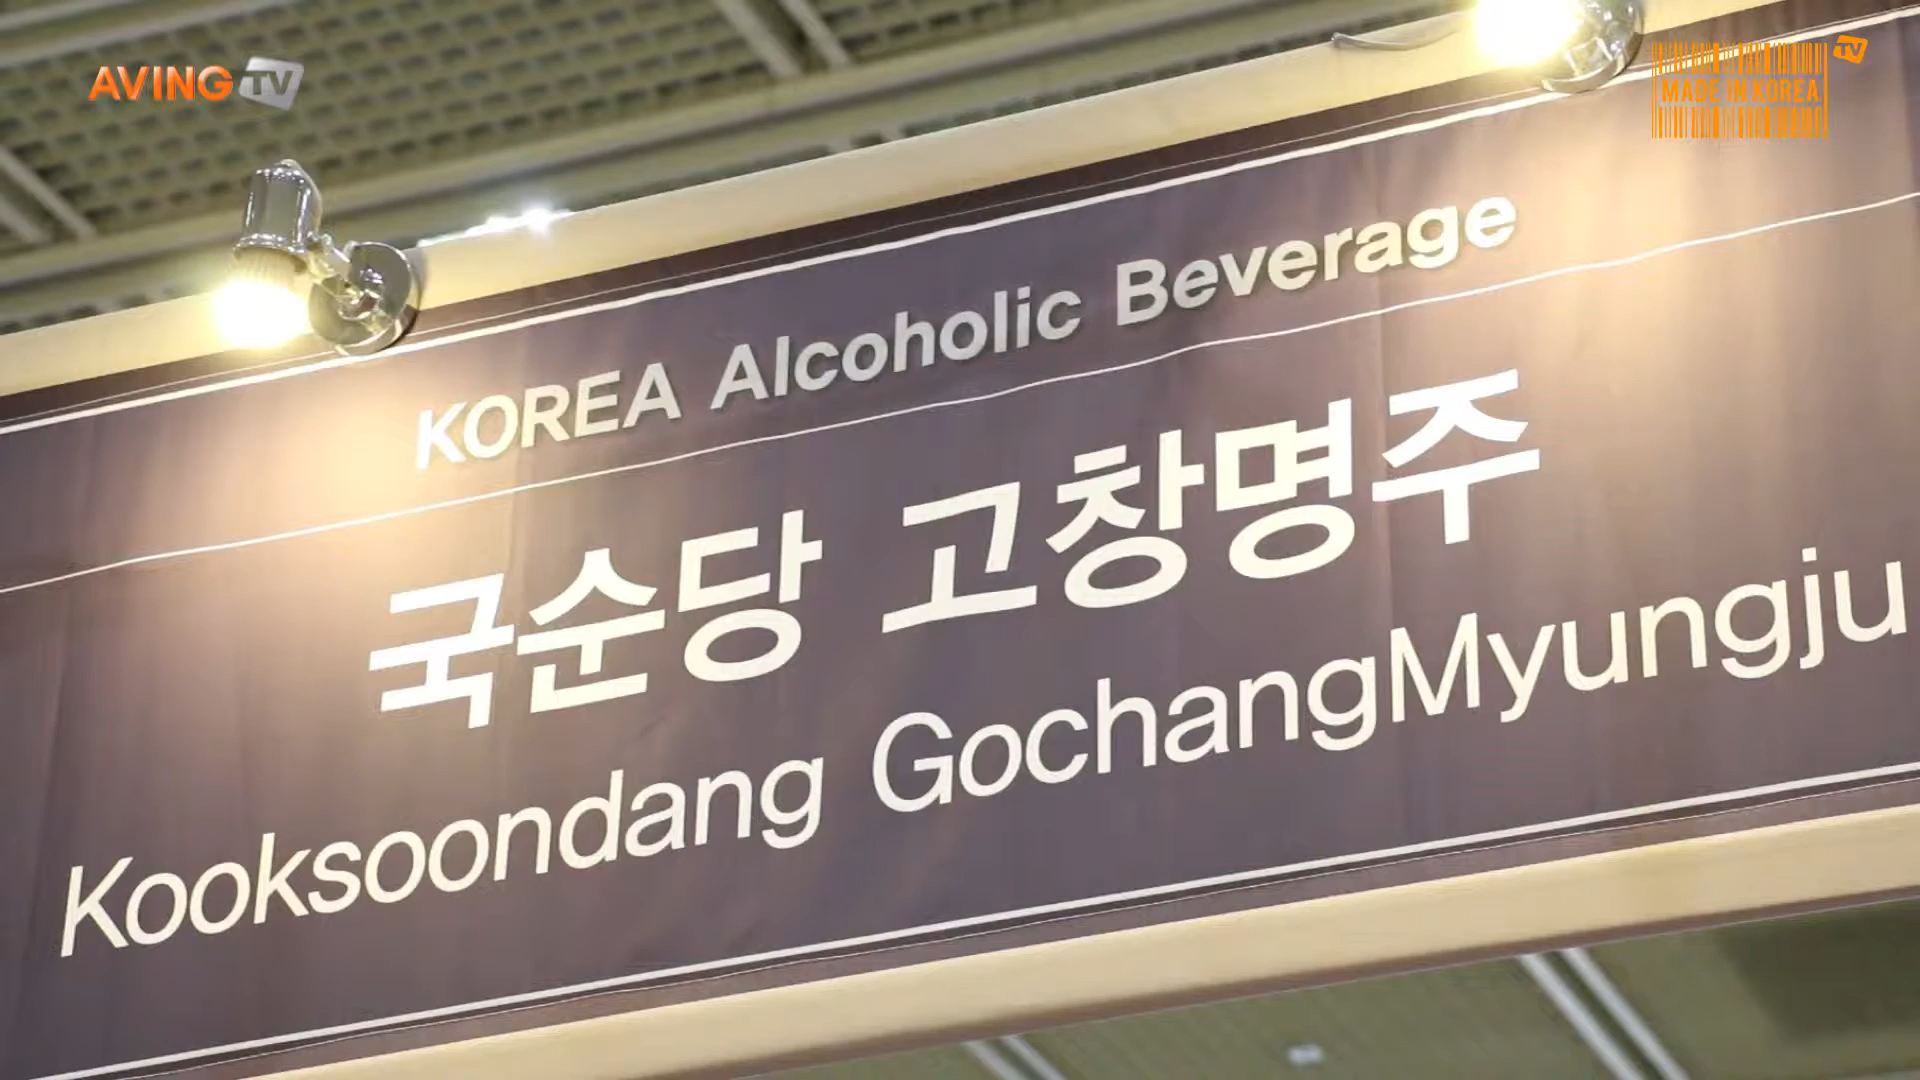 AVING TV
TV
MADE IN KOREA
KOREA Alcoholic Beverage
국순당 고창명주
Kooksoondang GochangMyungju